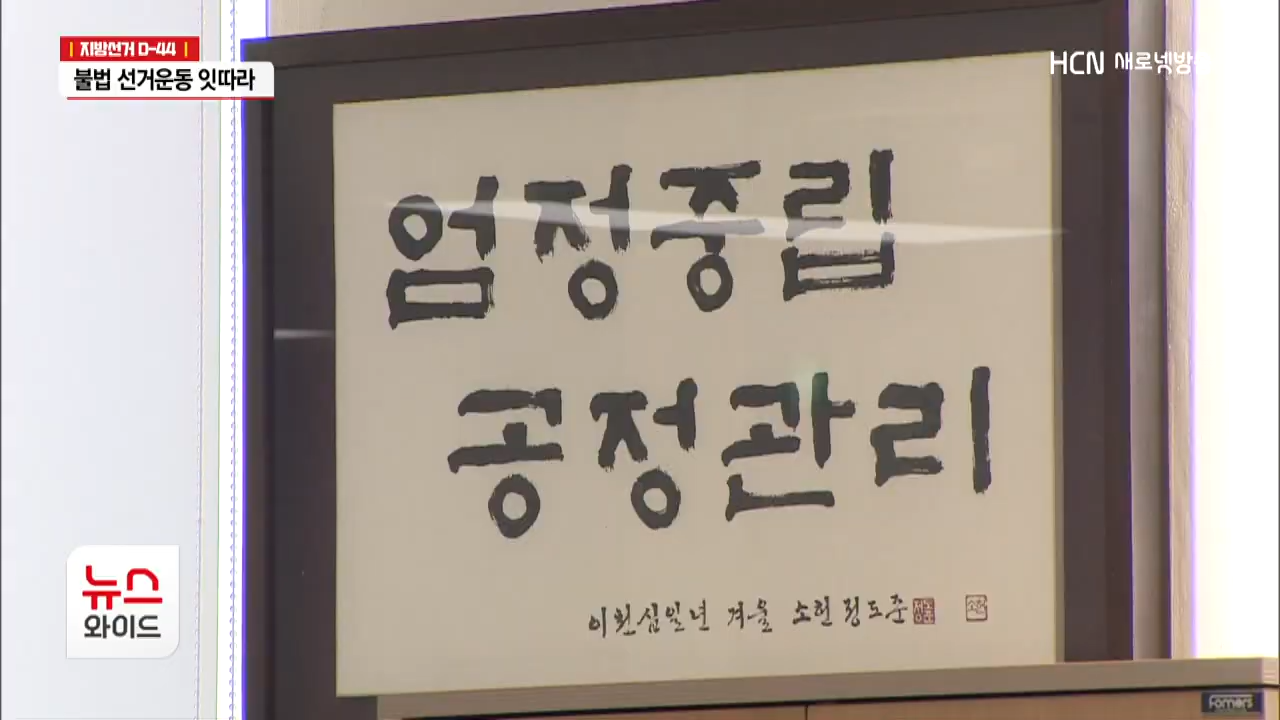 지방선거 D-44
불법 선거운동 잇따라
HCN 새로넷방송
엄정중립
공정관리
이천십일년 겨울 소헌 정도준
뉴스
와이드
Fomers